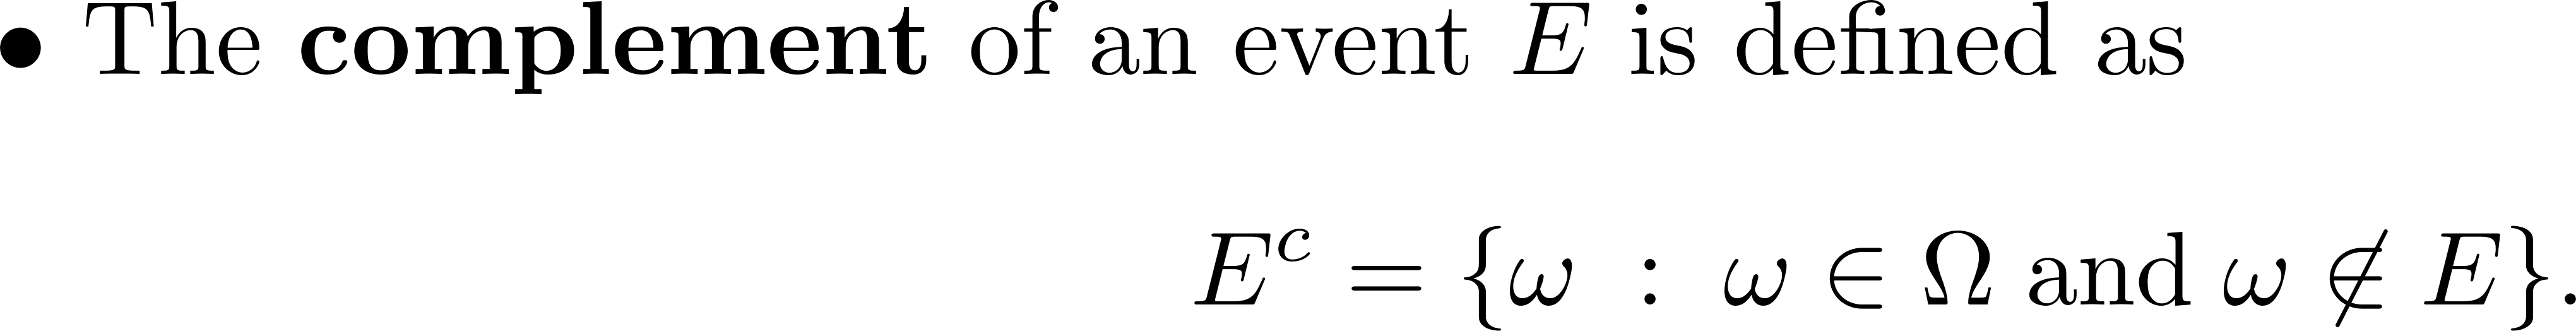 • The complement of an event E is defined as
E^c = {ω : ω ∈ Ω and ω ∉ E}.